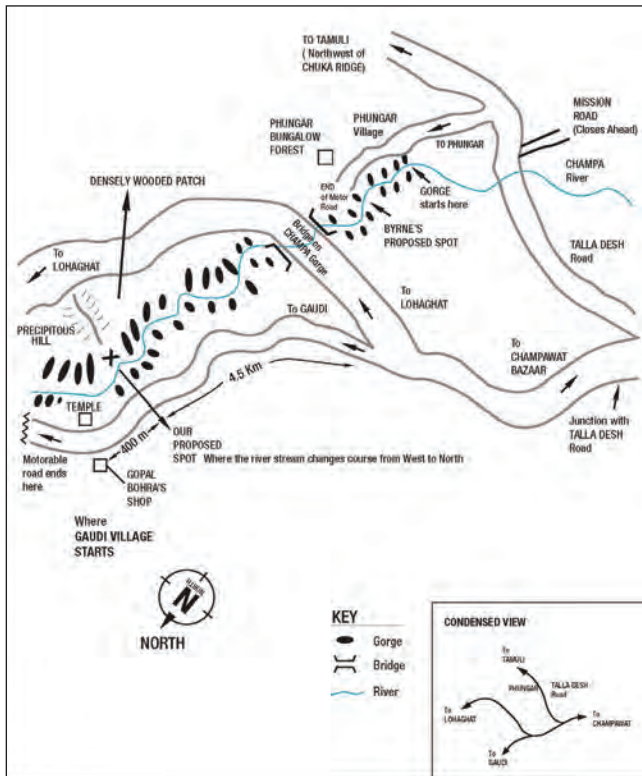 TO TAMULI
( Northwest of
CHUKA RIDGE)
MISSION
ROAD
(Closes Ahead)
PHUNGAR
Village
PHUNGAR
BUNGALOW
FOREST
TO PHUNGAR
CHAMPA
River
DENSELY WOODED PATCH
END
of Motor
Road
GORGE
starts here
BYRNE'S
PROPOSED SPOT
Bridge on
CHAMPA Gorge
TALLA DESH
Road
To
LOHAGHAT
To
LOHAGHAT
To GAUDI
PRECIPITOUS
HILL
To
CHAMPAWAT
BAZAAR
4.5 Km
TEMPLE
400 m
OUR
PROPOSED
SPOT Where the river stream changes course from West to North
Junction with
TALLA DESH
Road
Motorable
road ends
here
GOPAL
BOHRA'S
SHOP
Where
GAUDI VILLAGE
STARTS
N
NORTH
NORTH
KEY
Gorge
Bridge
River
CONDENSED VIEW
To
TAMULI
PHUNGAR
TALLA DESH
Road
To
LOHAGHAT
To
CHAMPAWAT
To
GAUDI